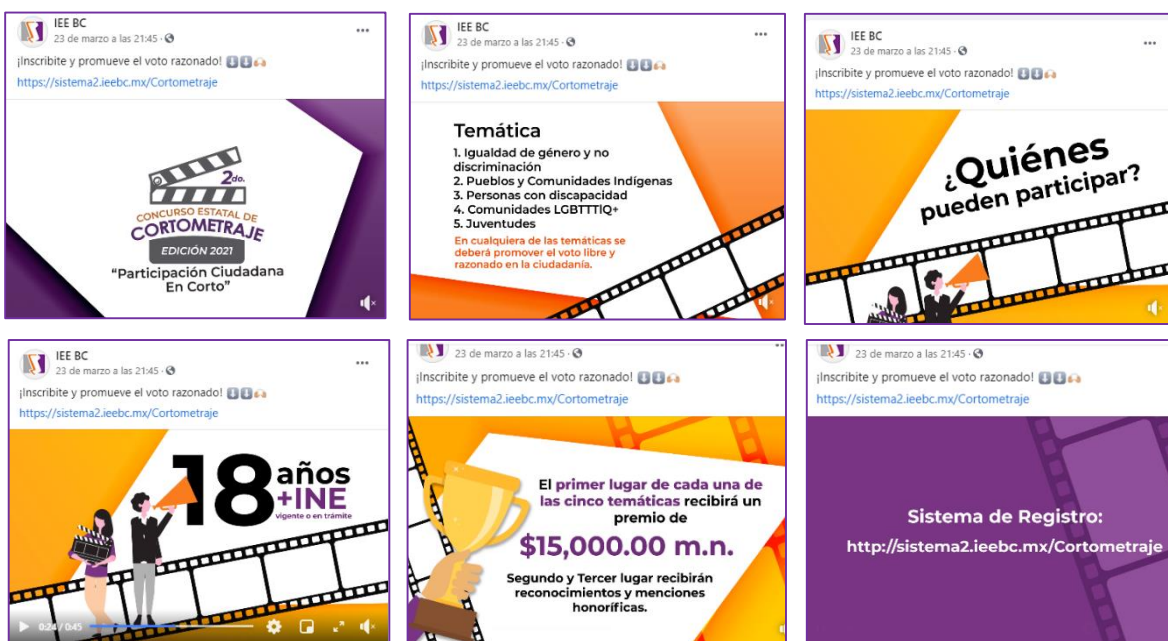 IEE BC
23 de marzo a las 21:45 ·
¡Inscribite y promueve el voto razonado!
https://sistema2.ieebc.mx/Cortometraje
2do.
CONCURSO ESTATAL DE
CORTOMETRAJE
EDICIÓN 2021
"Participación Ciudadana
En Corto"
IEE BC
23 de marzo a las 21:45 ·
¡Inscribite y promueve el voto razonado!
https://sistema2.ieebc.mx/Cortometraje
Temática
1. Igualdad de género y no
discriminación
2. Pueblos y Comunidades Indígenas
3. Personas con discapacidad
4. Comunidades LGBTTTIQ+
5. Juventudes
En cualquiera de las temáticas se
deberá promover el voto libre y
razonado en la ciudadanía.
IEE BC
23 de marzo a las 21:45 ·
¡Inscribite y promueve el voto razonado!
https://sistema2.ieebc.mx/Cortometraje
¿Quiénes
pueden participar?
IEE BC
23 de marzo a las 21:45 ·
¡Inscribite y promueve el voto razonado!
https://sistema2.ieebc.mx/Cortometraje
18 años
+INE
vigente o en trámite
0:24 / 0:45
23 de marzo a las 21:45 ·
¡Inscribite y promueve el voto razonado!
https://sistema2.ieebc.mx/Cortometraje
El primer lugar de cada una de
las cinco temáticas recibirá un
premio de
$15,000.00 m.n.
Segundo y Tercer lugar recibirán
reconocimientos y menciones
honoríficas.
23 de marzo a las 21:45 ·
¡Inscribite y promueve el voto razonado!
https://sistema2.ieebc.mx/Cortometraje
Sistema de Registro:
http://sistema2.ieebc.mx/Cortometraje